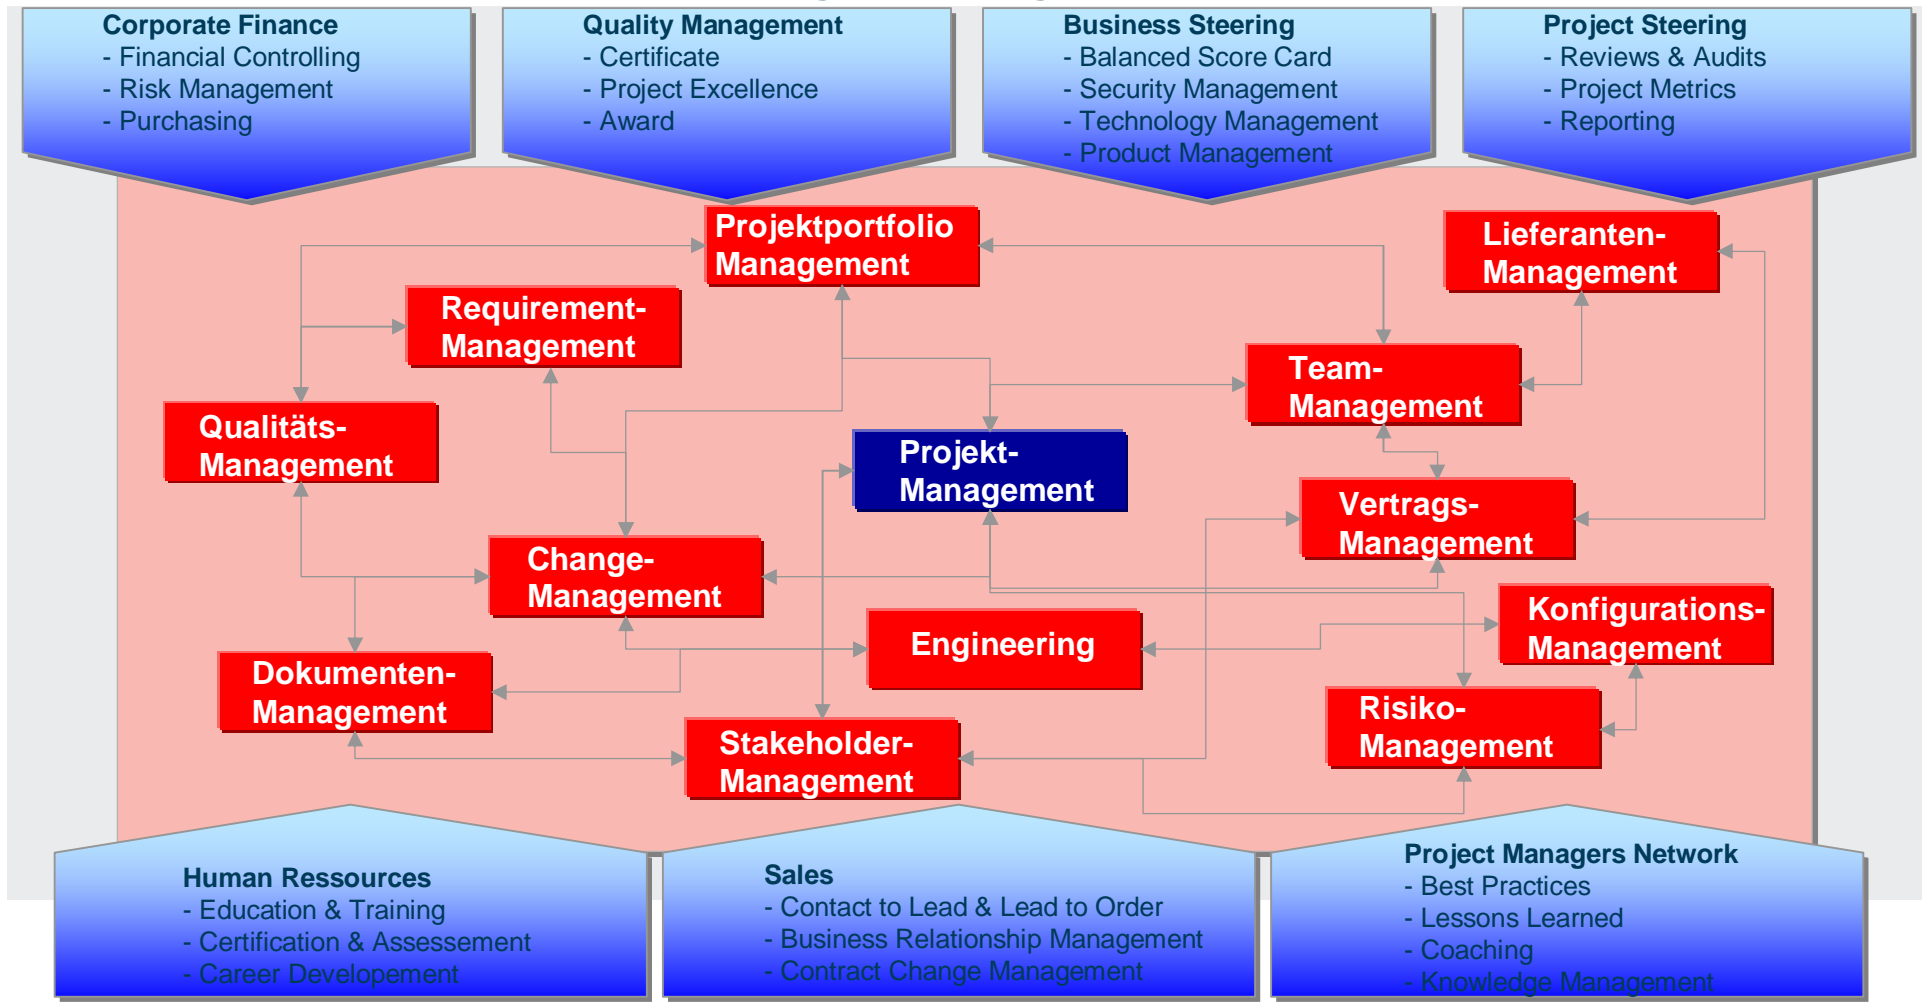 Corporate Finance
- Financial Controlling
- Risk Management
- Purchasing
Quality Management
- Certificate
- Project Excellence
- Award
Business Steering
- Balanced Score Card
- Security Management
- Technology Management
- Product Management
Project Steering
- Reviews & Audits
- Project Metrics
- Reporting
Projektportfolio
Management
Lieferanten-
Management
Requirement-
Management
Team-
Management
Qualitäts-
Management
Projekt-
Management
Vertrags-
Management
Change-
Management
Engineering
Konfigurations-
Management
Dokumenten-
Management
Stakeholder-
Management
Risiko-
Management
Human Ressources
- Education & Training
- Certification & Assessement
- Career Developement
Sales
- Contact to Lead & Lead to Order
- Business Relationship Management
- Contract Change Management
Project Managers Network
- Best Practices
- Lessons Learned
- Coaching
- Knowledge Management